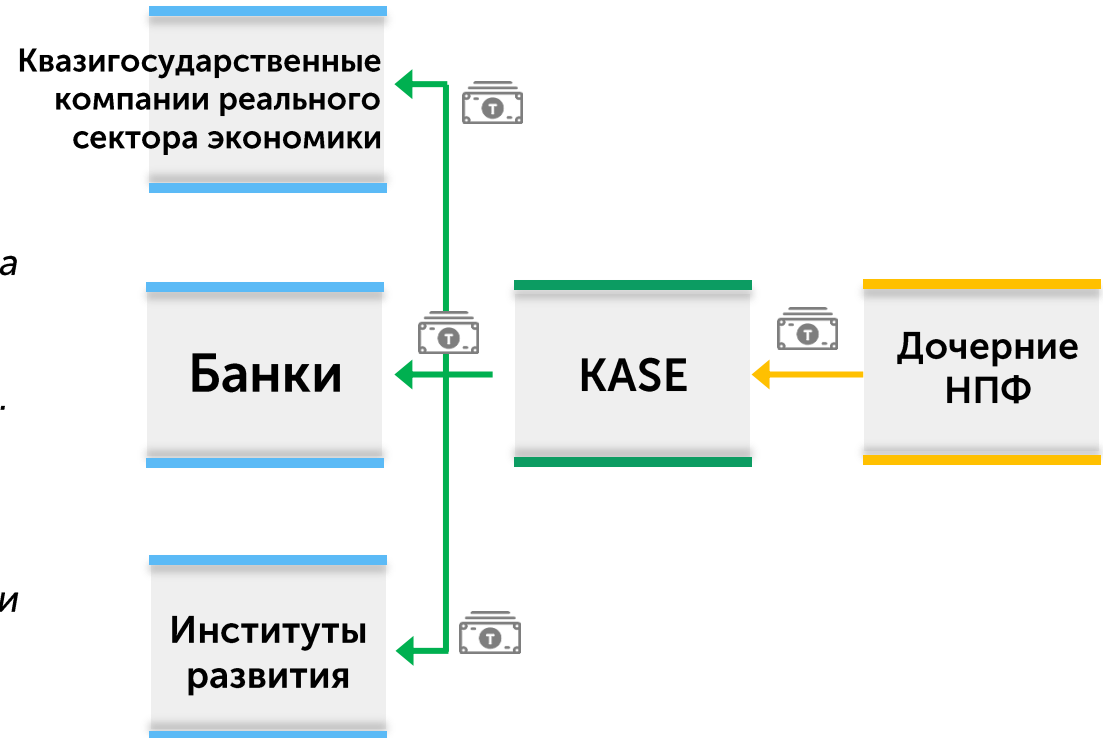 Квазигосударственные
компании реального
сектора экономики
а
Банки
KASE
Дочерние
НПФ
.
и
Институты
развития
T
T
T
T